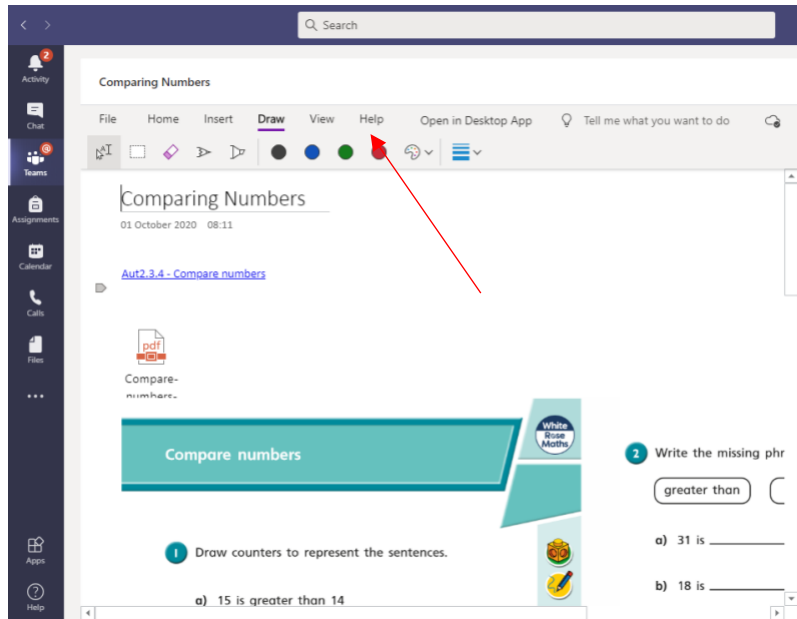 Search
2
Activity
Chat
Teams
Assignments
Calendar
Calls
Files
Apps
Help
Comparing Numbers
File Home Insert Draw View Help Open in Desktop App Tell me what you want to do
Comparing Numbers
01 October 2020 08:11
Aut2.3.4 - Compare numbers
pdf
Compare-
numbers-
Compare numbers
White
Rose
Maths
1 Draw counters to represent the sentences.
a) 15 is greater than 14
2 Write the missing phr
greater than
a) 31 is
b) 18 is